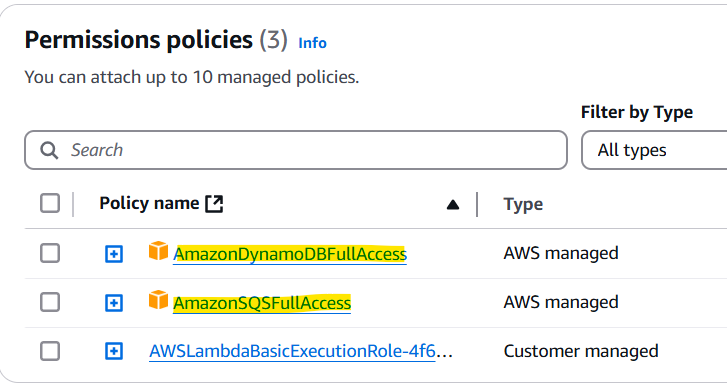 Permissions policies (3) Info
You can attach up to 10 managed policies.
Filter by Type
Search
All types
Policy name
Type
AmazonDynamoDBFullAccess
AWS managed
AmazonSQSFullAccess
AWS managed
AWSLambdaBasicExecutionRole-4f6...
Customer managed